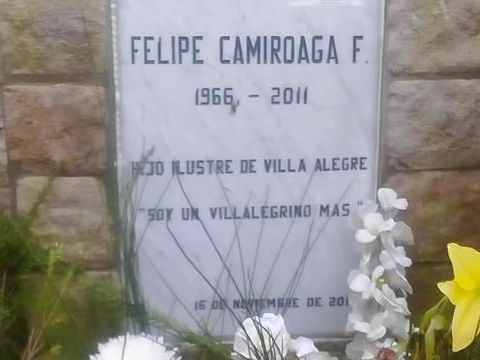 FELIPE CAMIROAGA F.
1966 - 2011
HIJO ILUSTRE DE VILLA ALEGRE
"SOY UN VILLALEGRINO MAS"
16 DE NOVIEMBRE DE